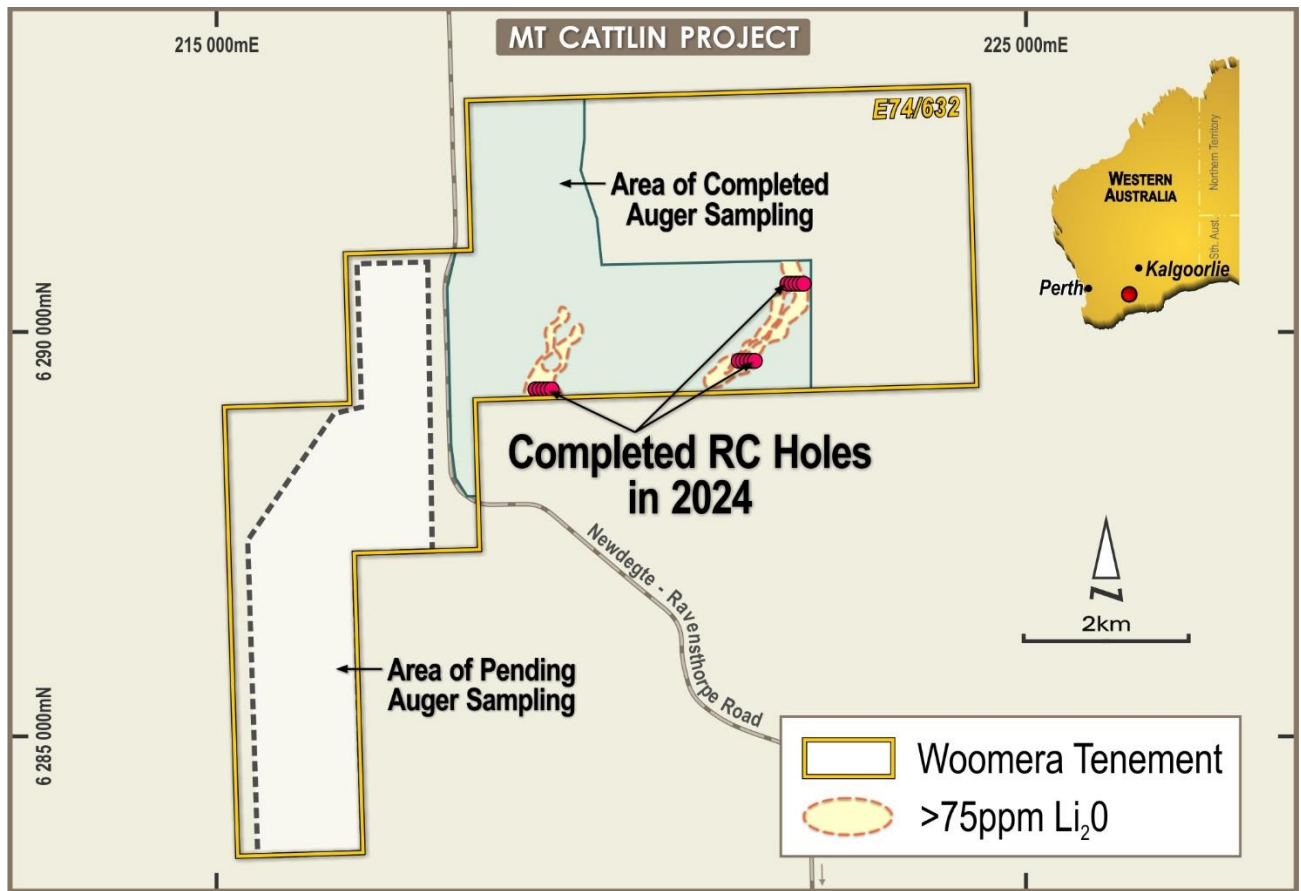 MT CATTLIN PROJECT
215 000mE
225 000mE
E74/632
Area of Completed
Auger Sampling
WESTERN
AUSTRALIA
Northern Territory
Sth. Aust.
Kalgoorlie
Perth
6 290 000mN
Completed RC Holes
in 2024
Newdegte - Ravensthorpe Road
N
2km
Area of Pending
Auger Sampling
6 285 000mN
Woomera Tenement
>75ppm Li₂0